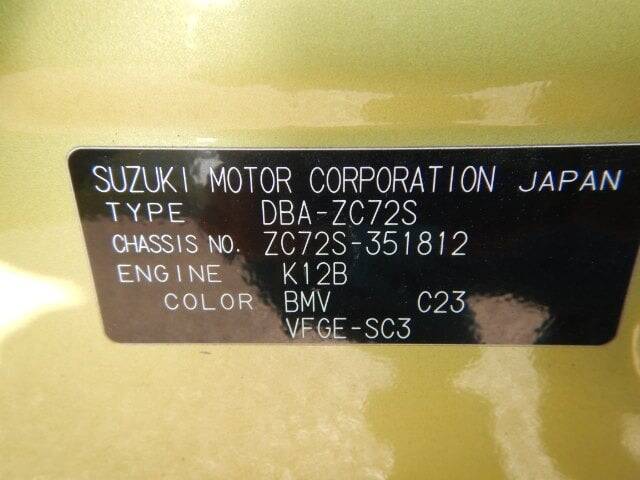 SUZUKI MOTOR CORPORATION JAPAN
TYPE DBA-ZC72S
CHASSIS NO. ZC72S-351812
ENGINE K12B
COLOR BMV C23
VFGE-SC3